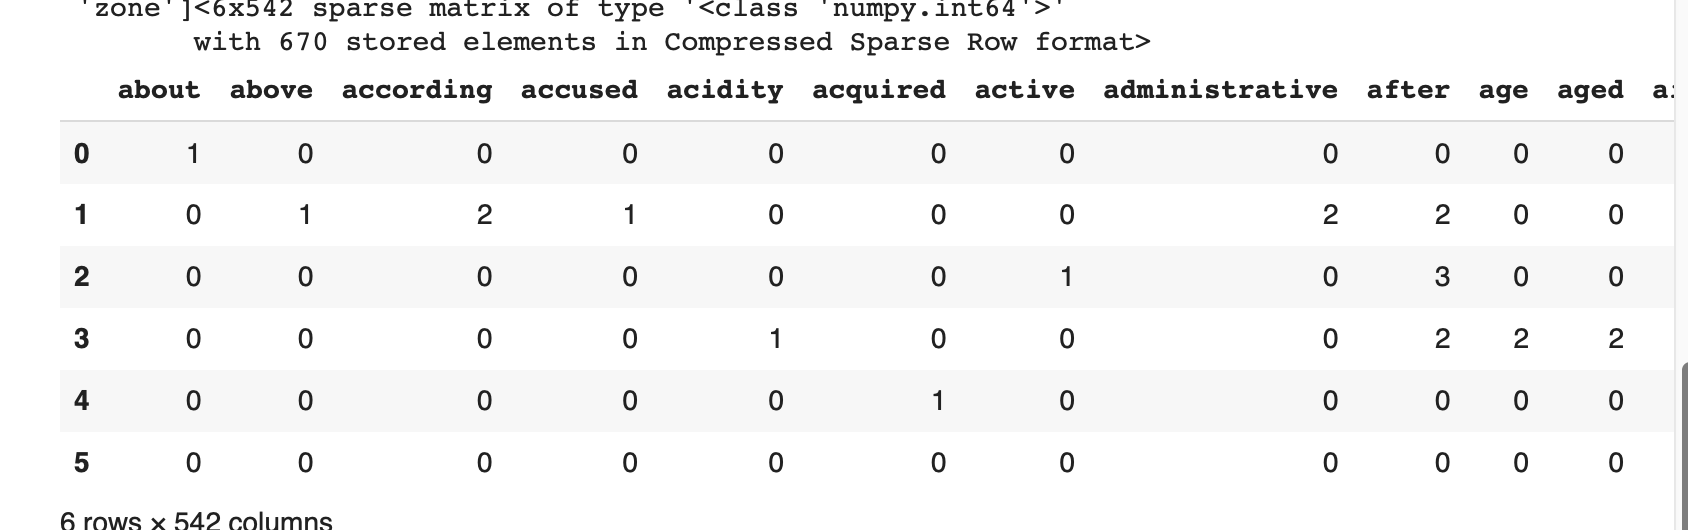 'zone']<6x542 sparse matrix of type '<class 'numpy.int64'>'
with 670 stored elements in Compressed Sparse Row format>
about above according accused acidity acquired active administrative after age aged
0 1 0 0 0 0 0 0 0 0 0 0
1 0 1 2 1 0 0 0 2 2 0 0
2 0 0 0 0 0 0 1 0 3 0 0
3 0 0 0 0 1 0 0 0 2 2 2
4 0 0 0 0 0 1 0 0 0 0 0
5 0 0 0 0 0 0 0 0 0 0 0
6 rows × 542 columns